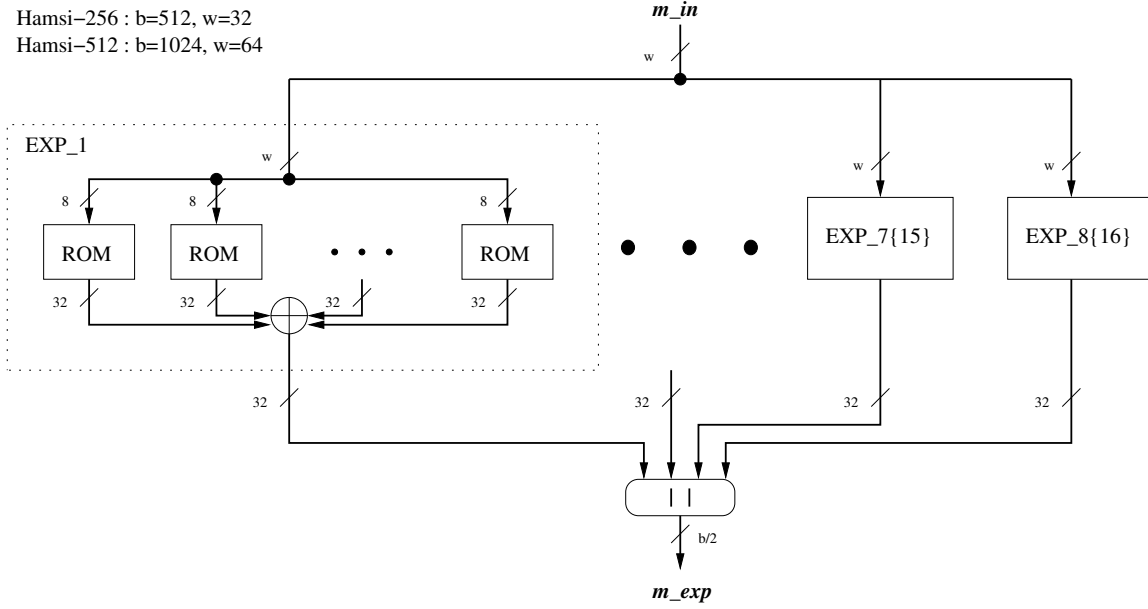 Hamsi−256 : b=512, w=32
Hamsi−512 : b=1024, w=64
m_in
w
EXP_1
w
w
w
8
8
8
ROM
ROM
ROM
EXP_7{15}
EXP_8{16}
32
32
32
32
32
32
32
32
| |
b/2
m_exp